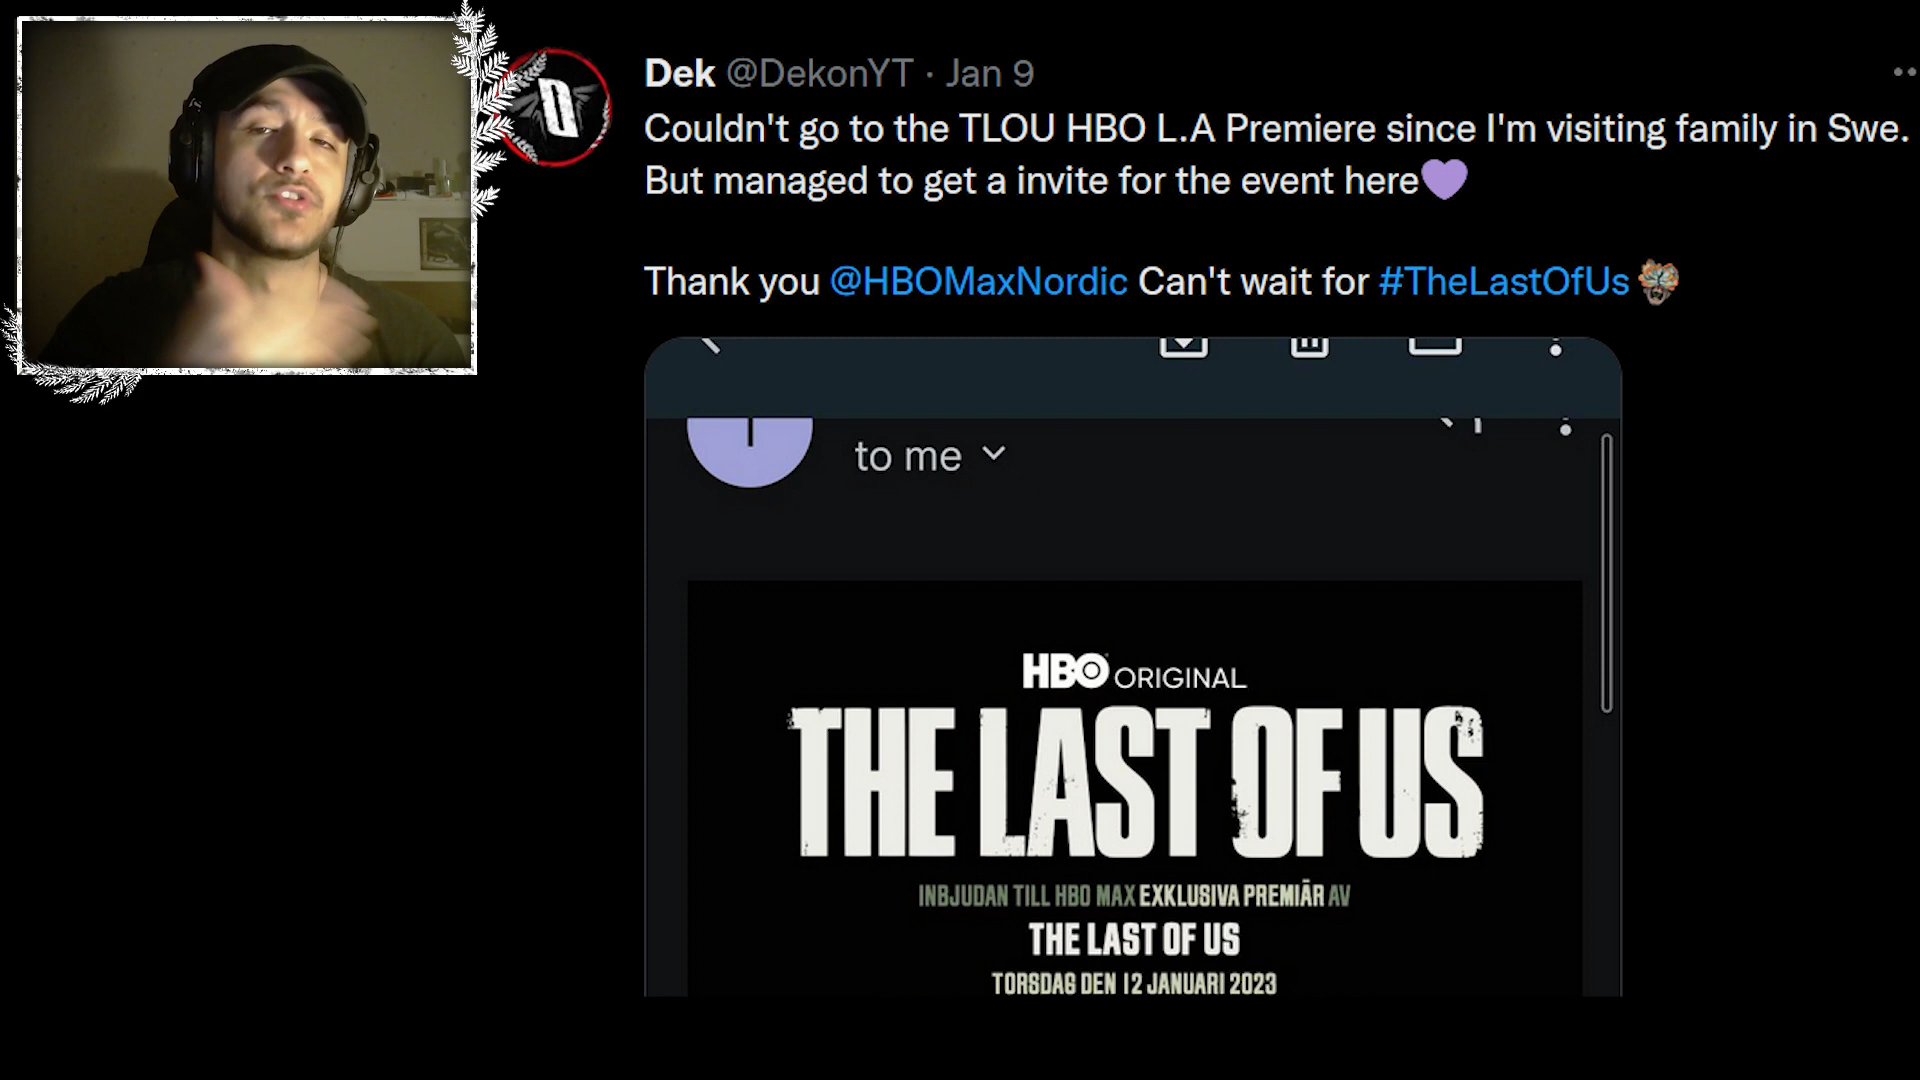 Dek @DekonYT · Jan 9
Couldn't go to the TLOU HBO L.A Premiere since I'm visiting family in Swe.
But managed to get a invite for the event here💜
Thank you @HBOMaxNordic Can't wait for #TheLastOfUs
to me
HBO ORIGINAL
THE LAST OF US
INBJUDAN TILL HBO MAX EXKLUSIVA PREMIÄR AV
THE LAST OF US
TORSDAG DEN 12 JANUARI 2023